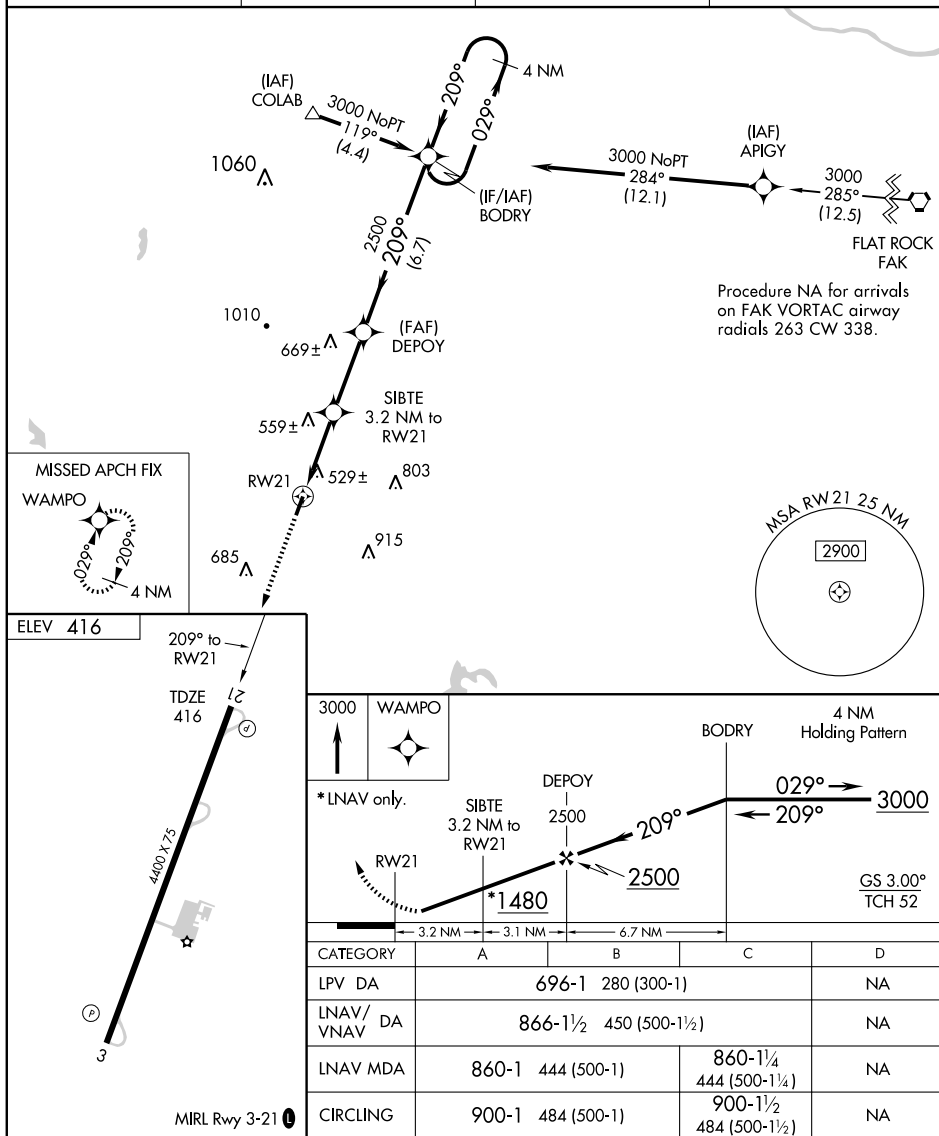 4 NM
209°
029°
(IAF)
COLAB
3000 NoPT
119°
(4.4)
1060
(IF/IAF)
BODRY
(IAF)
APIGY
3000 NoPT
284°
(12.1)
3000
285°
(12.5)
FLAT ROCK
FAK
Procedure NA for arrivals
on FAK VORTAC airway
radials 263 CW 338.
2500
209°
(6.7)
1010
669±
(FAF)
DEPOY
559±
SIBTE
3.2 NM to
RW21
RW21
529±
803
915
685
MISSED APCH FIX
WAMPO
029°
209°
4 NM
MSA RW 21 25 NM
2900
ELEV 416
209° to
RW21
TDZE
416
21
P
4400 X 75
P
3
MIRL Rwy 3-21 L
3000
WAMPO
*LNAV only.
RW21
SIBTE
3.2 NM to
RW21
*1480
DEPOY
2500
2500
209°
BODRY
4 NM
Holding Pattern
029°
209°
3000
GS 3.00°
TCH 52
3.2 NM
3.1 NM
6.7 NM
CATEGORY A B C D
LPV DA 696-1 280 (300-1) NA
LNAV/
VNAV DA 866-1½ 450 (500-1½) NA
LNAV MDA 860-1 444 (500-1) 860-1¼
444 (500-1¼) NA
CIRCLING 900-1 484 (500-1) 900-1½
484 (500-1½) NA